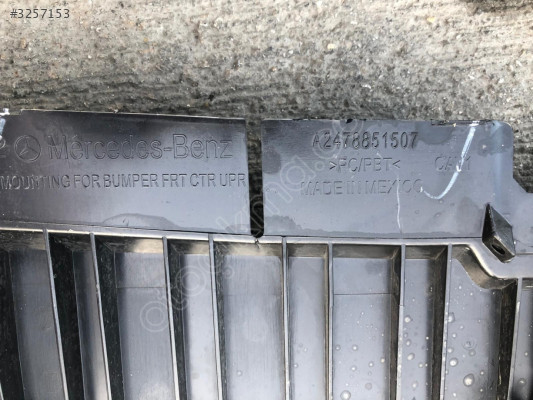 #3257153
Mercedes-Benz
MOUNTING FOR BUMPER FRT CTR UPR
A2478851507
>PC/PBT<
MADE IN MEXICO